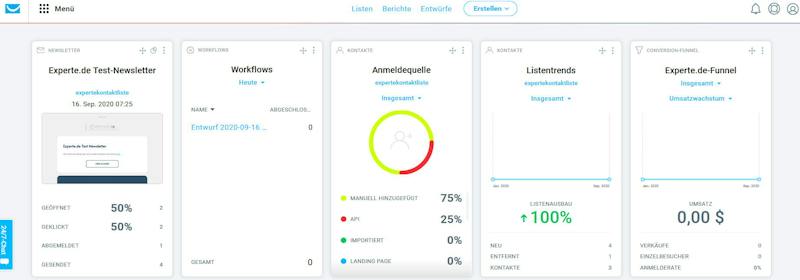 Menü
Listen Berichte Entwürfe Erstellen
NEWSLETTER
Experte.de Test-Newsletter
expertekontaktliste
16. Sep. 2020 07:25
Experte.de Test-Newsletter
GEÖFFNET 50% 2
GEKLICKT 50% 2
ABGEMELDET 1
GESENDET 4
WORKFLOWS
Workflows
Heute
NAME ABGESCHLOS...
Entwurf 2020-09-16 ... 0
GESAMT 0
KONTAKTE
Anmeldequelle
expertekontaktliste
Insgesamt
MANUELL HINZUGEFÜGT 75%
API 25%
IMPORTIERT 0%
LANDING PAGE 0%
KONTAKTE
Listentrends
expertekontaktliste
Insgesamt
Jan. 2020 Sep. 2020
LISTENAUSBAU
100%
NEU 4
ENTFERNT 1
KONTAKTE 3
CONVERSION-FUNNEL
Experte.de-Funnel
Insgesamt
Umsatzwachstum
Jan. 2020 Sep. 2020
UMSATZ
0,00 $
VERKÄUFE 0
EINZELBESUCHER 0
ANMELDERATE 0%
24/7-Chat